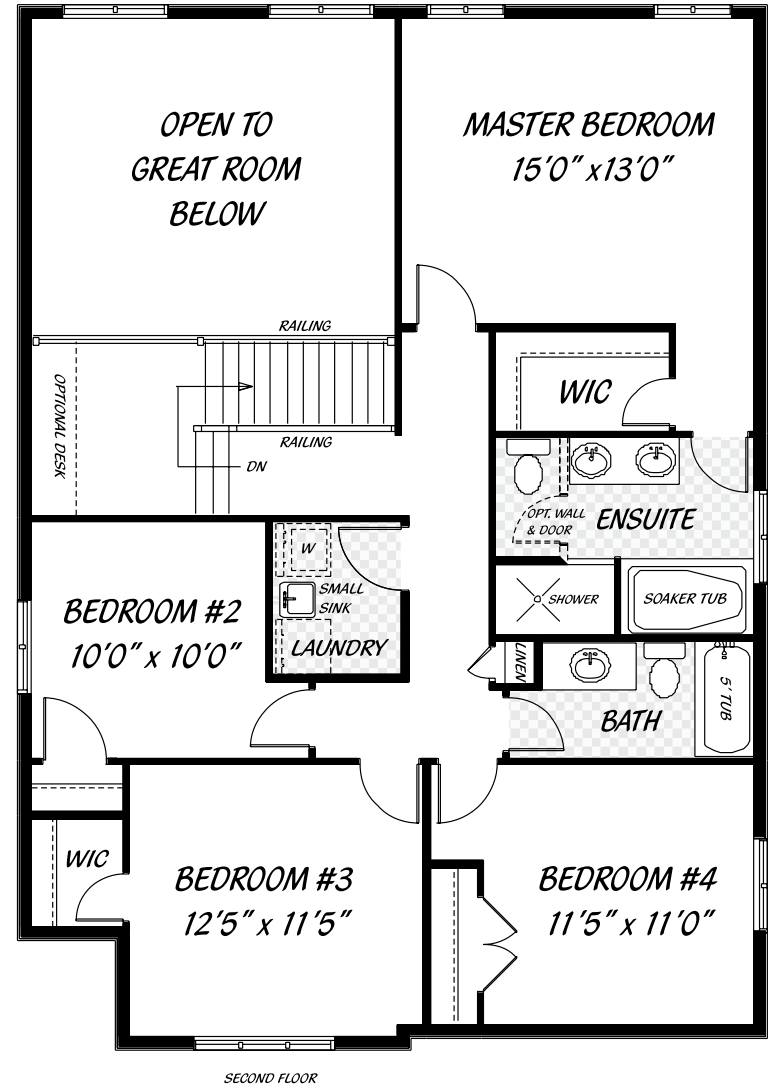 OPEN TO
GREAT ROOM
BELOW
MASTER BEDROOM
15'0" x13'0"
RAILING
OPTIONAL DESK
WIC
RAILING
DN
OPT. WALL
& DOOR
ENSUITE
W
SMALL
SINK
LAUNDRY
SHOWER
SOAKER TUB
BEDROOM #2
10'0" x 10'0"
LINEN
5' TUB
BATH
WIC
BEDROOM #3
12'5" x 11'5"
BEDROOM #4
11'5" x 11'0"
SECOND FLOOR